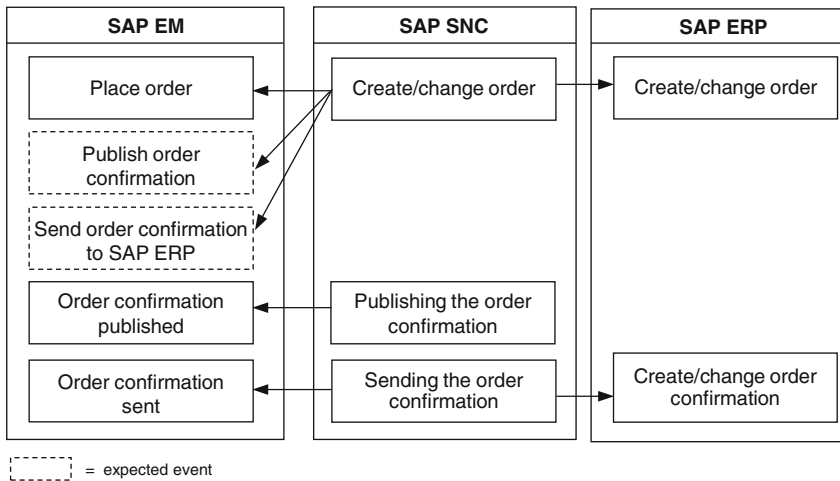 SAP EM
SAP SNC
SAP ERP
Place order
Create/change order
Create/change order
Publish order
confirmation
Send order confirmation
to SAP ERP
Order confirmation
published
Publishing the order
confirmation
Order confirmation
sent
Sending the order
confirmation
Create/change order
confirmation
= expected event